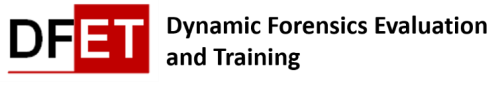 DFET
Dynamic Forensics Evaluation
and Training